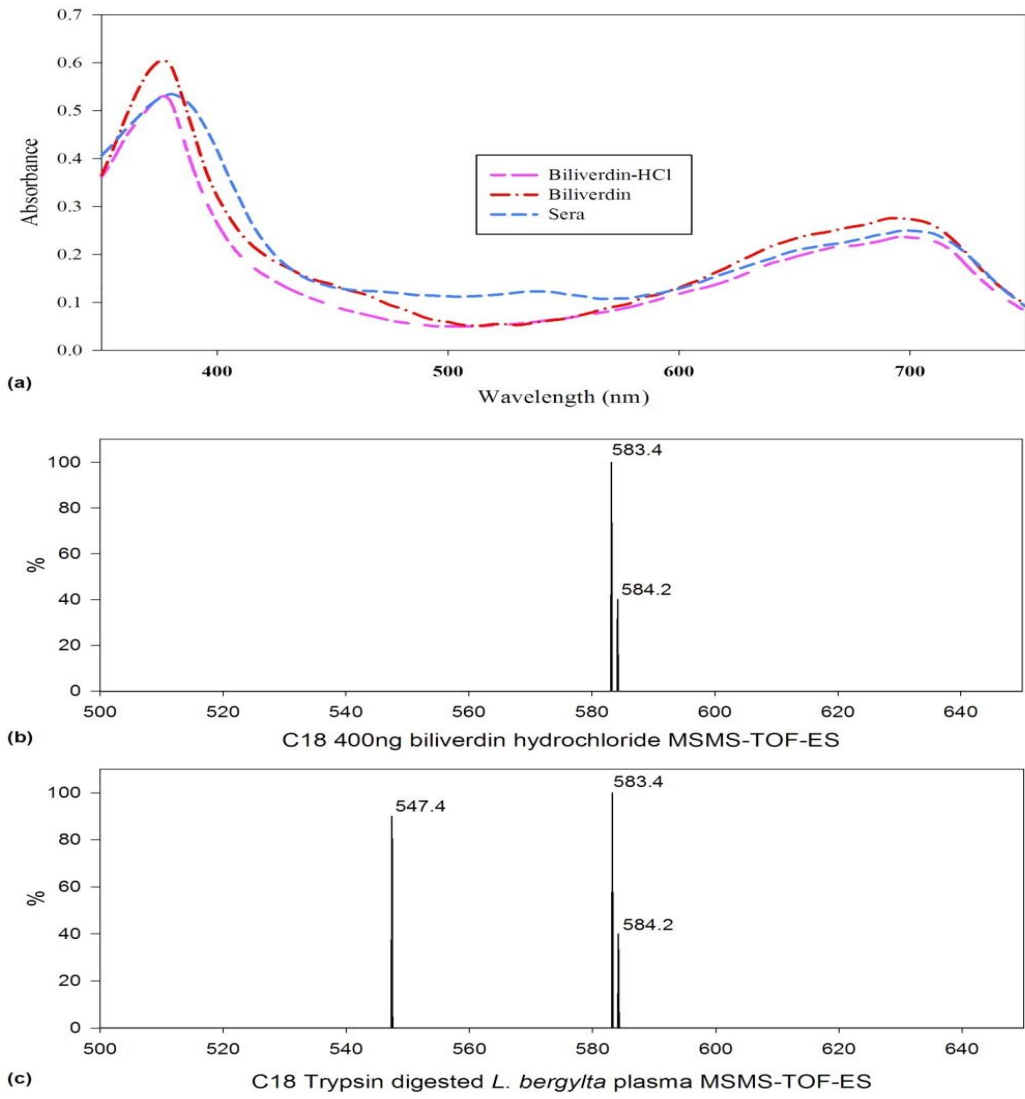 0.7
0.6
0.5
0.4
0.3
0.2
0.1
0.0
Absorbance
Biliverdin-HCl
Biliverdin
Sera
400 500 600 700
Wavelength (nm)
(a)
100
80
60
40
20
0
%
583.4
584.2
500 520 540 560 580 600 620 640
(b)
C18 400ng biliverdin hydrochloride MSMS-TOF-ES
100
80
60
40
20
0
%
547.4
583.4
584.2
500 520 540 560 580 600 620 640
(c)
C18 Trypsin digested L. bergylta plasma MSMS-TOF-ES